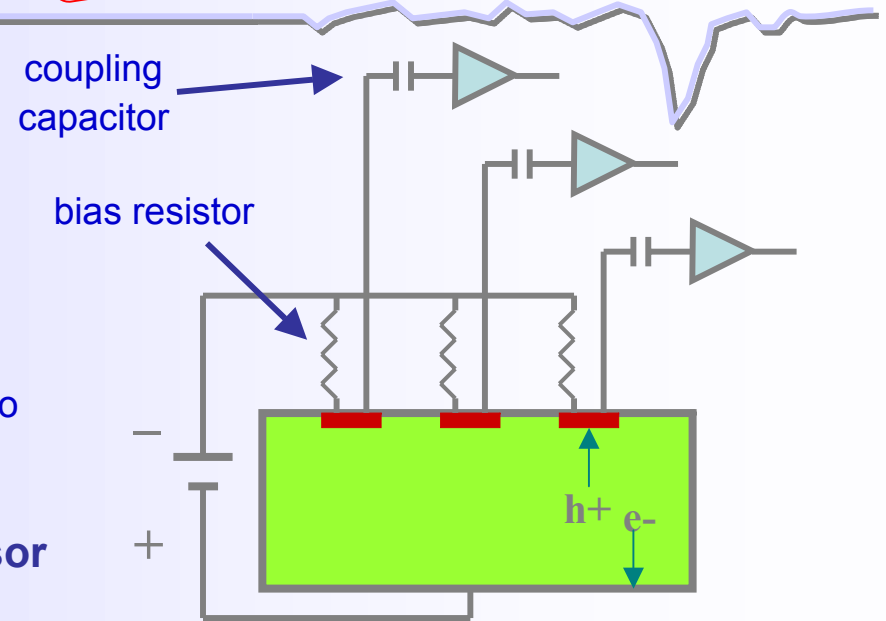 coupling
capacitor
bias resistor
o
−
h+ e-
sor
+